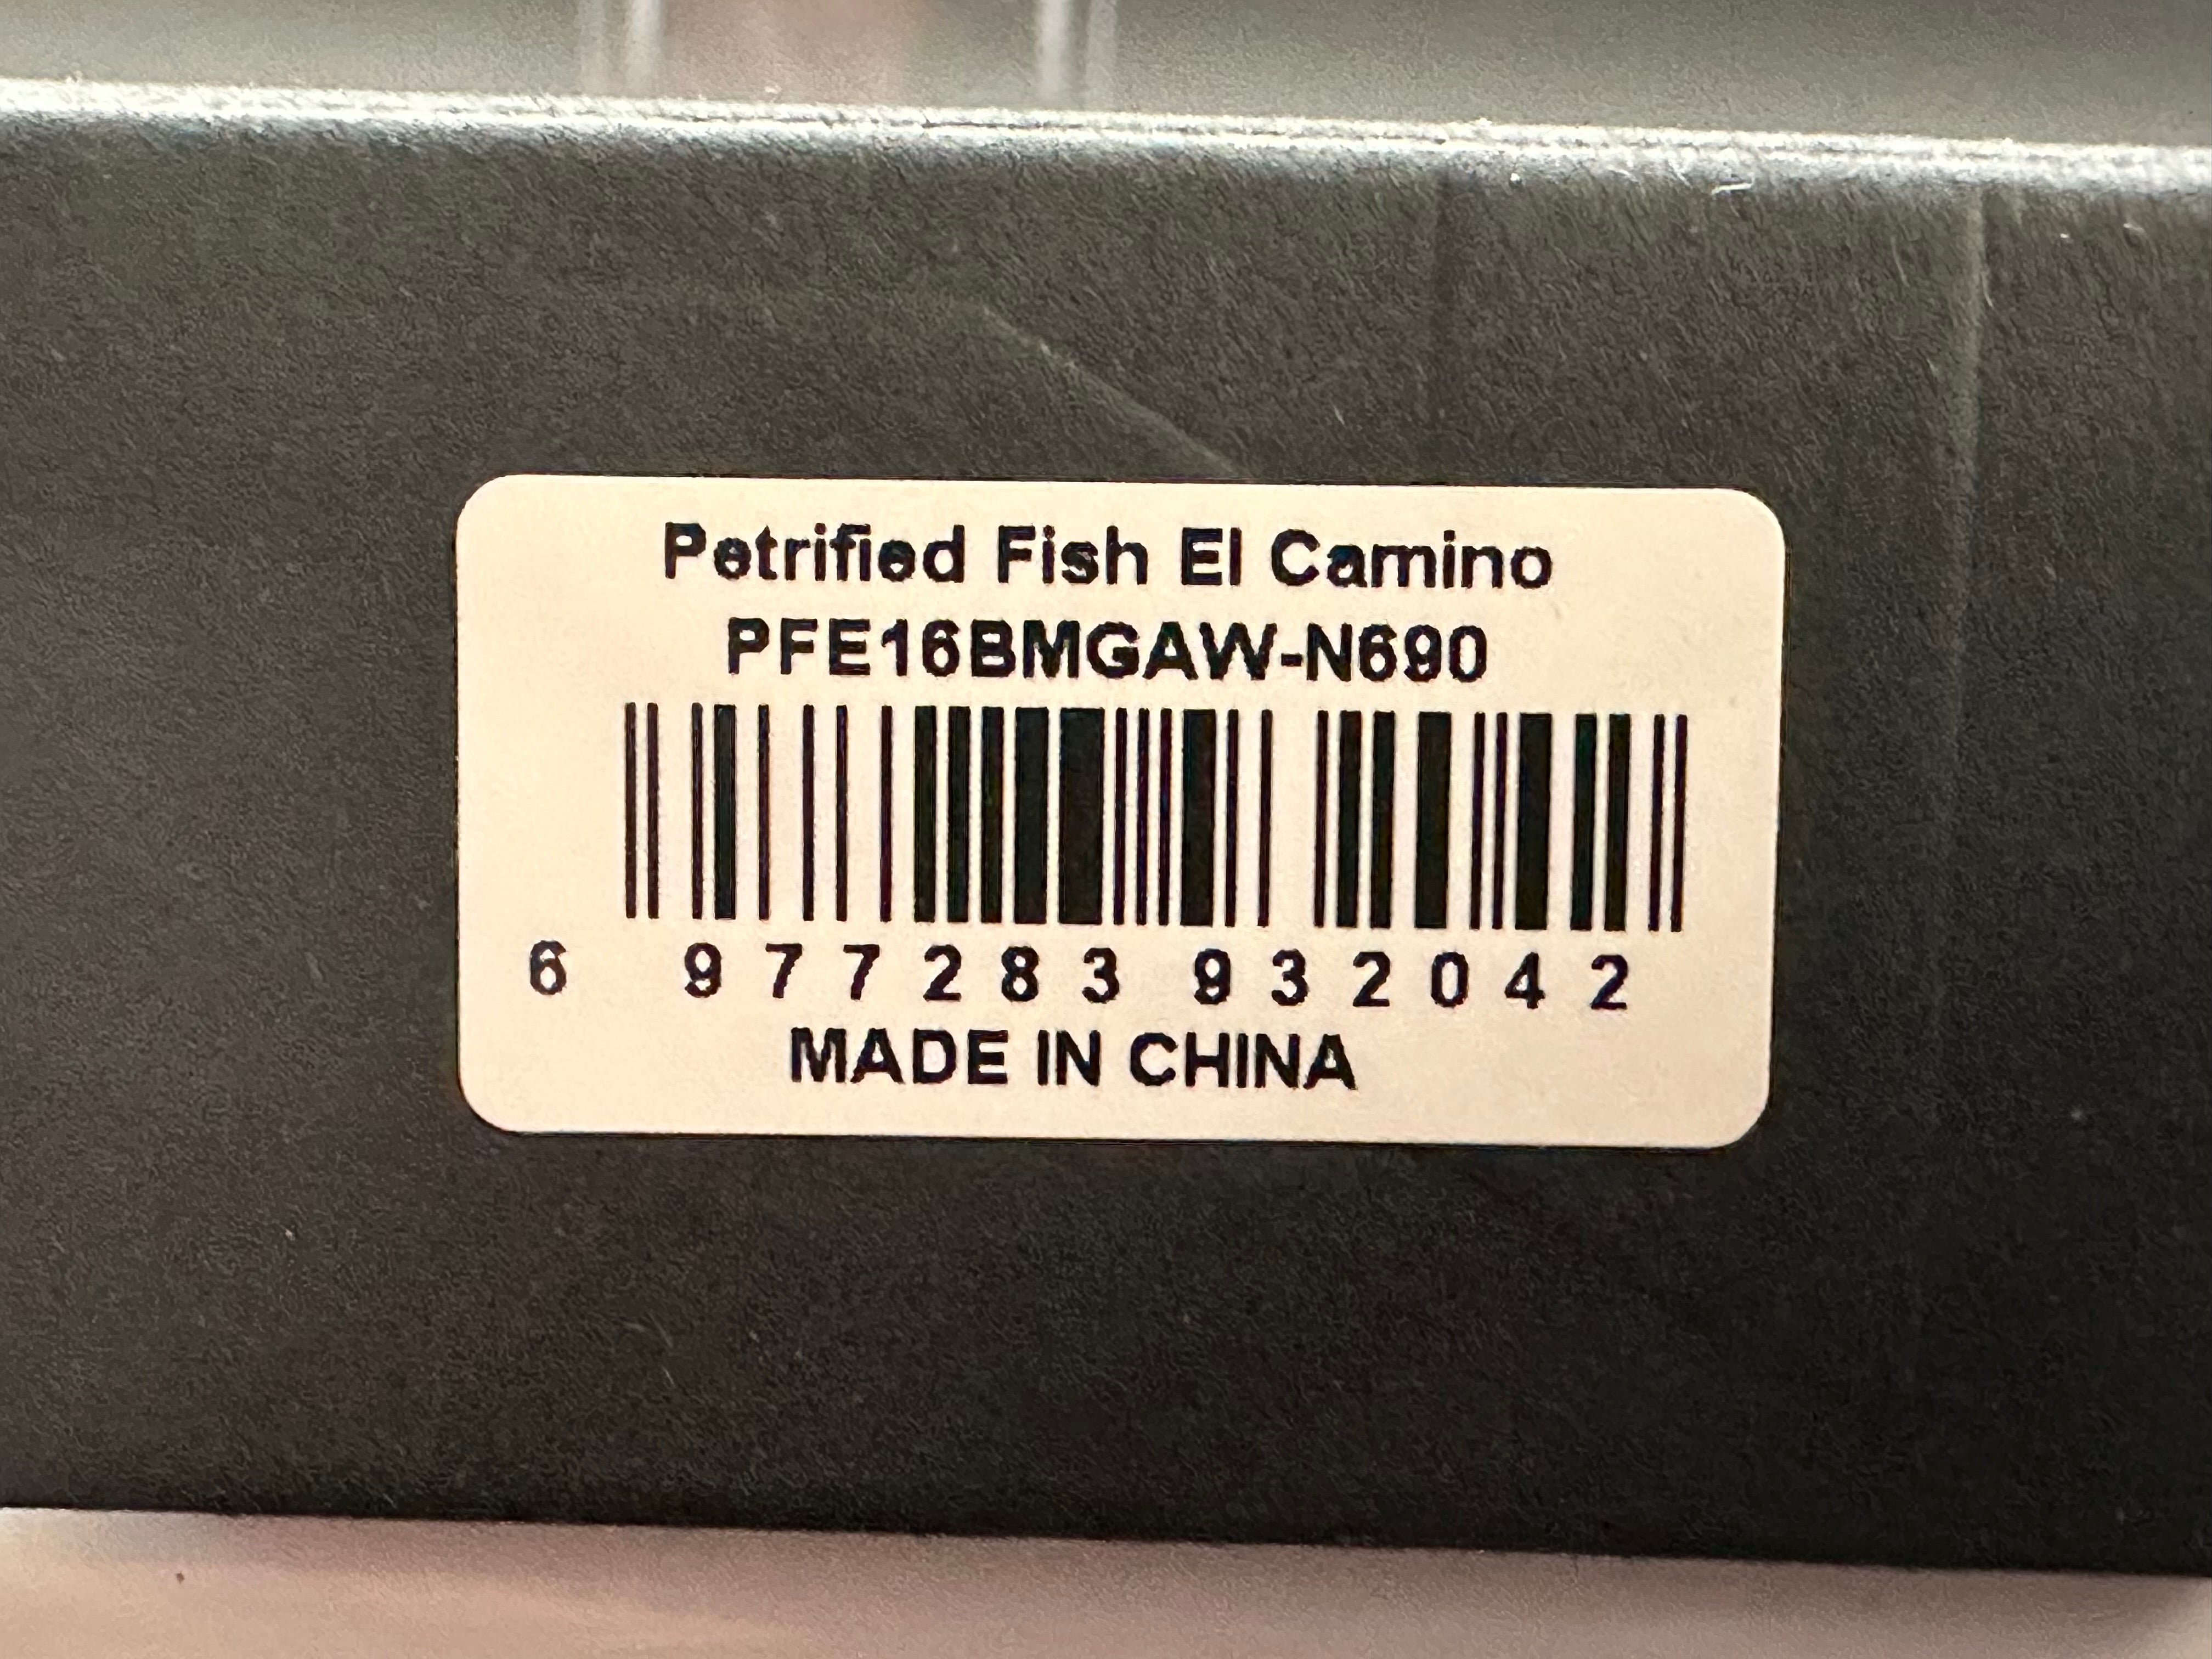 Petrified Fish El Camino
PFE16BMGAW-N690
6 977283 932042
MADE IN CHINA